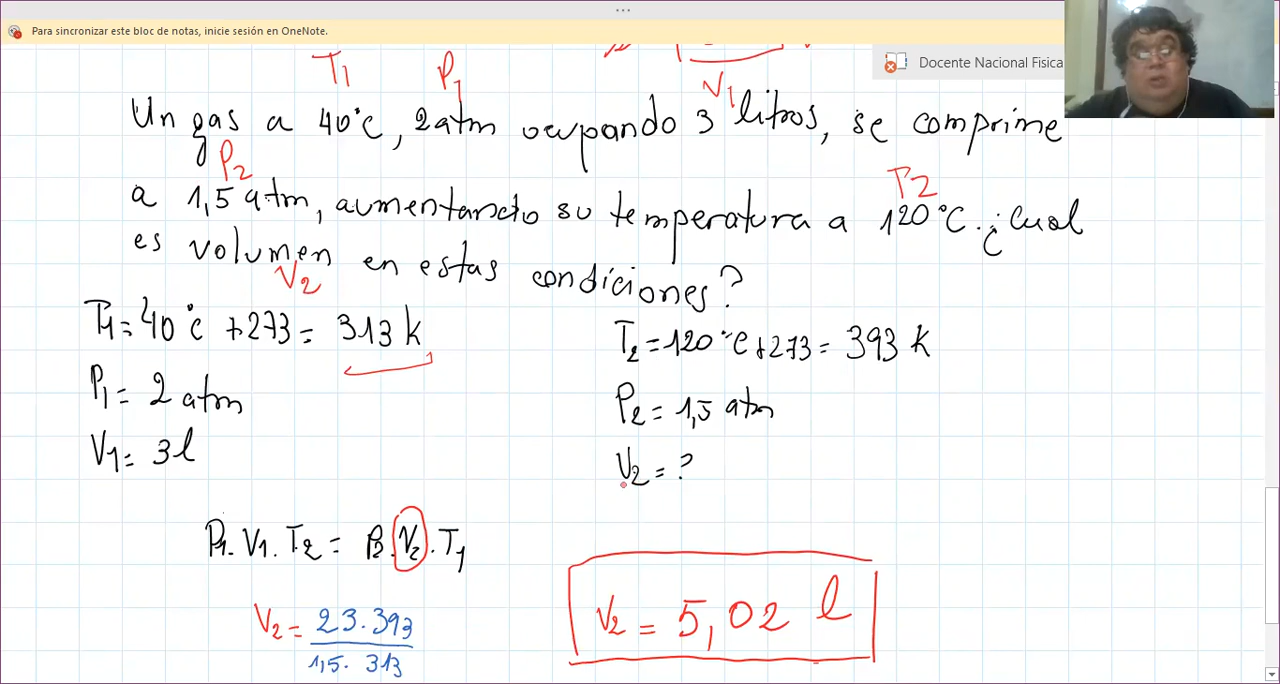 Para sincronizar este bloc de notas, inicie sesión en OneNote.
Docente Nacional Fisica
T1 P1 V1
Un gas a 40°c, 2atm ocupando 3 litros, se comprime
P2 T2
a 1,5 atm, aumentando su temperatura a 120°C. ¿Cual
es volumen en estas condiciones?
V2
T1 = 40°c + 273 = 313 k
T2 = 120°C + 273 = 393 K
P1 = 2 atm
P2 = 1,5 atm
V1 = 3 l
V2 = ?
P1. V1. T2 = P2. V2. T1
V2 = 2 3. 393
1,5. 313
V2 = 5,02 l